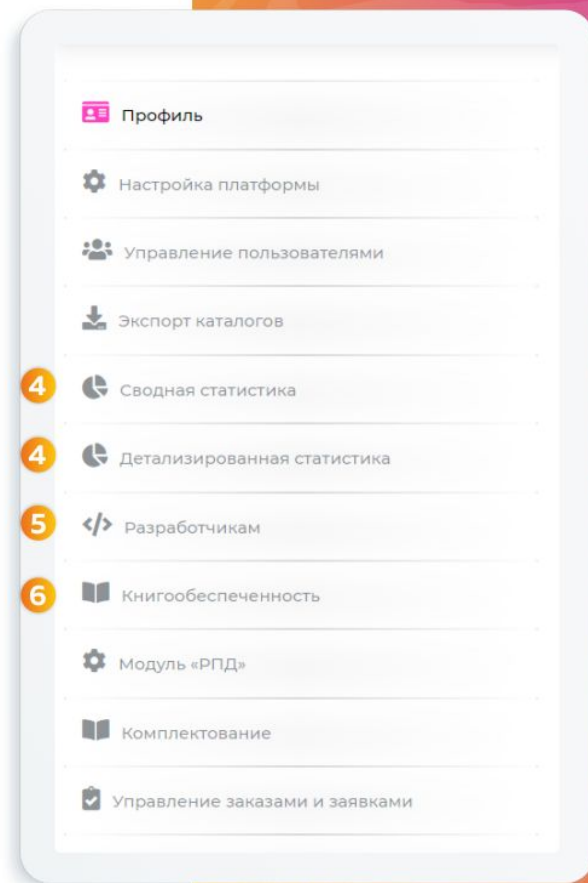 Профиль
Настройка платформы
Управление пользователями
Экспорт каталогов
4 Сводная статистика
4 Детализированная статистика
5 Разработчикам
6 Книгообеспеченность
Модуль «РПД»
Комплектование
Управление заказами и заявками